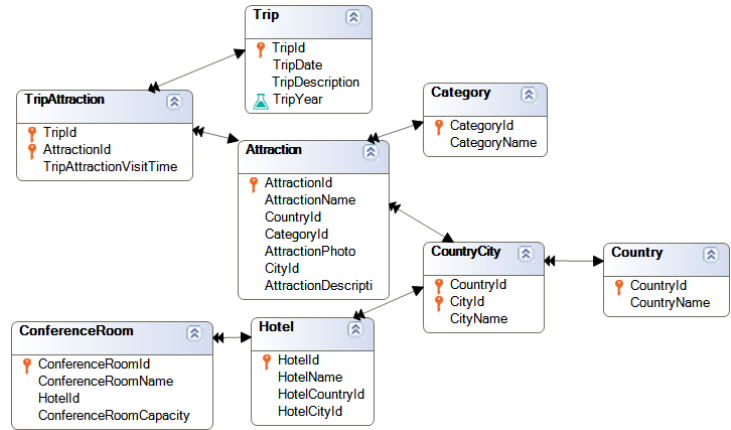 Trip
TripId
TripDate
TripDescription
TripYear
TripAttraction
TripId
AttractionId
TripAttractionVisitTime
Category
CategoryId
CategoryName
Attraction
AttractionId
AttractionName
CountryId
CategoryId
AttractionPhoto
CityId
AttractionDescripti
CountryCity
CountryId
CityId
CityName
Country
CountryId
CountryName
ConferenceRoom
ConferenceRoomId
ConferenceRoomName
HotelId
ConferenceRoomCapacity
Hotel
HotelId
HotelName
HotelCountryId
HotelCityId